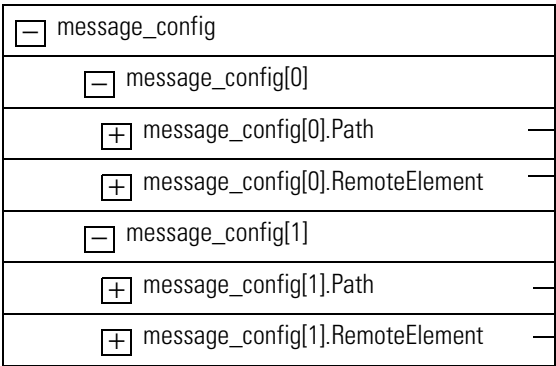 message_config
message_config[0]
message_config[0].Path
message_config[0].RemoteElement
message_config[1]
message_config[1].Path
message_config[1].RemoteElement